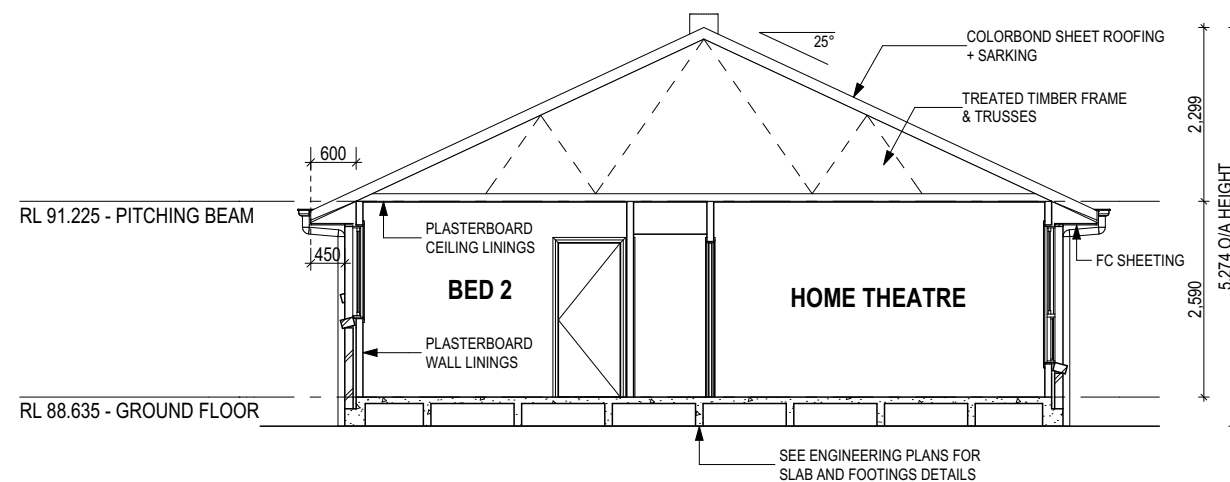 25°
COLORBOND SHEET ROOFING
+ SARKING
TREATED TIMBER FRAME
& TRUSSES
2,299
600
5,274 O/A HEIGHT
RL 91.225 - PITCHING BEAM
PLASTERBOARD
CEILING LININGS
450
FC SHEETING
BED 2
HOME THEATRE
2,590
PLASTERBOARD
WALL LININGS
RL 88.635 - GROUND FLOOR
SEE ENGINEERING PLANS FOR
SLAB AND FOOTINGS DETAILS